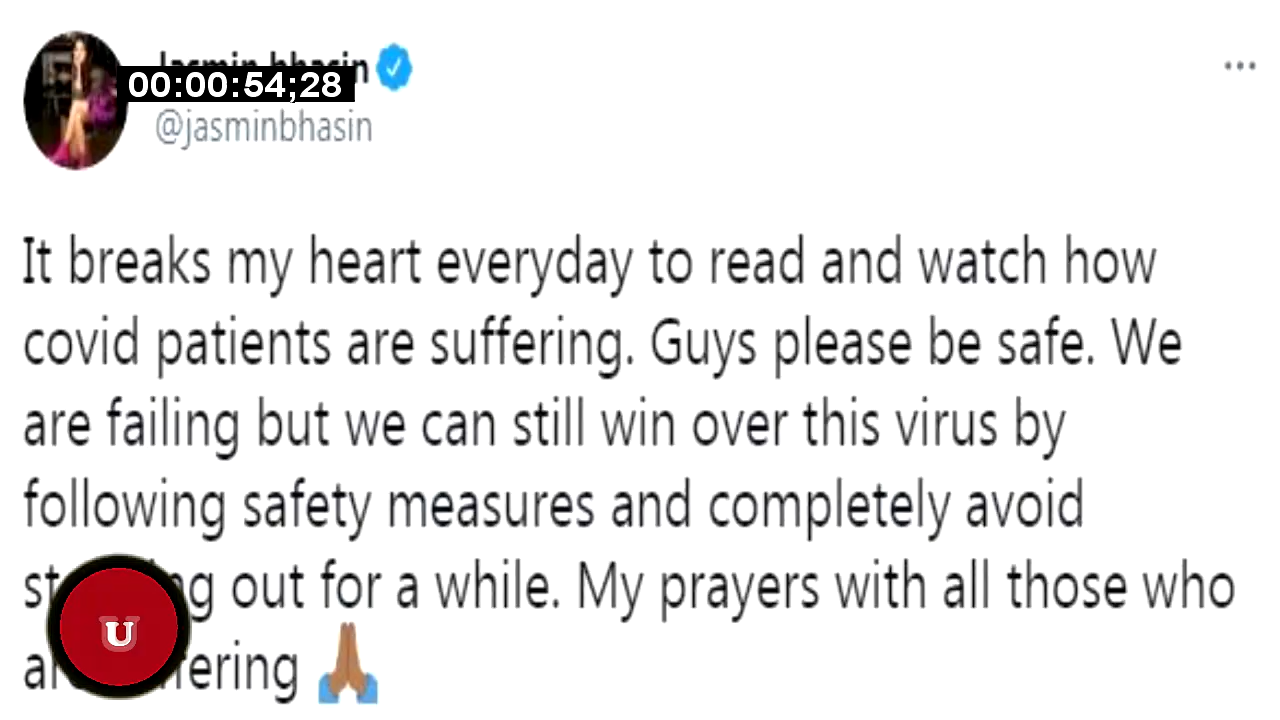 00:00:54;28
@jasminbhasin
It breaks my heart everyday to read and watch how
covid patients are suffering. Guys please be safe. We
are failing but we can still win over this virus by
following safety measures and completely avoid
out for a while. My prayers with all those who
🙏🏽
U